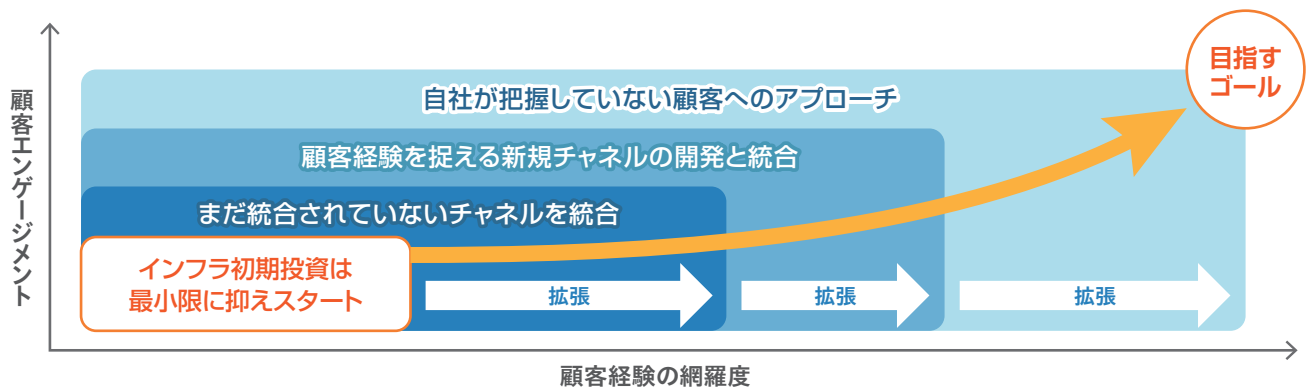 顧客エンゲージメント
目指す
ゴール
自社が把握していない顧客へのアプローチ
顧客経験を捉える新規チャネルの開発と統合
まだ統合されていないチャネルを統合
インフラ初期投資は
最小限に抑えスタート
拡張
拡張
拡張
顧客経験の網羅度